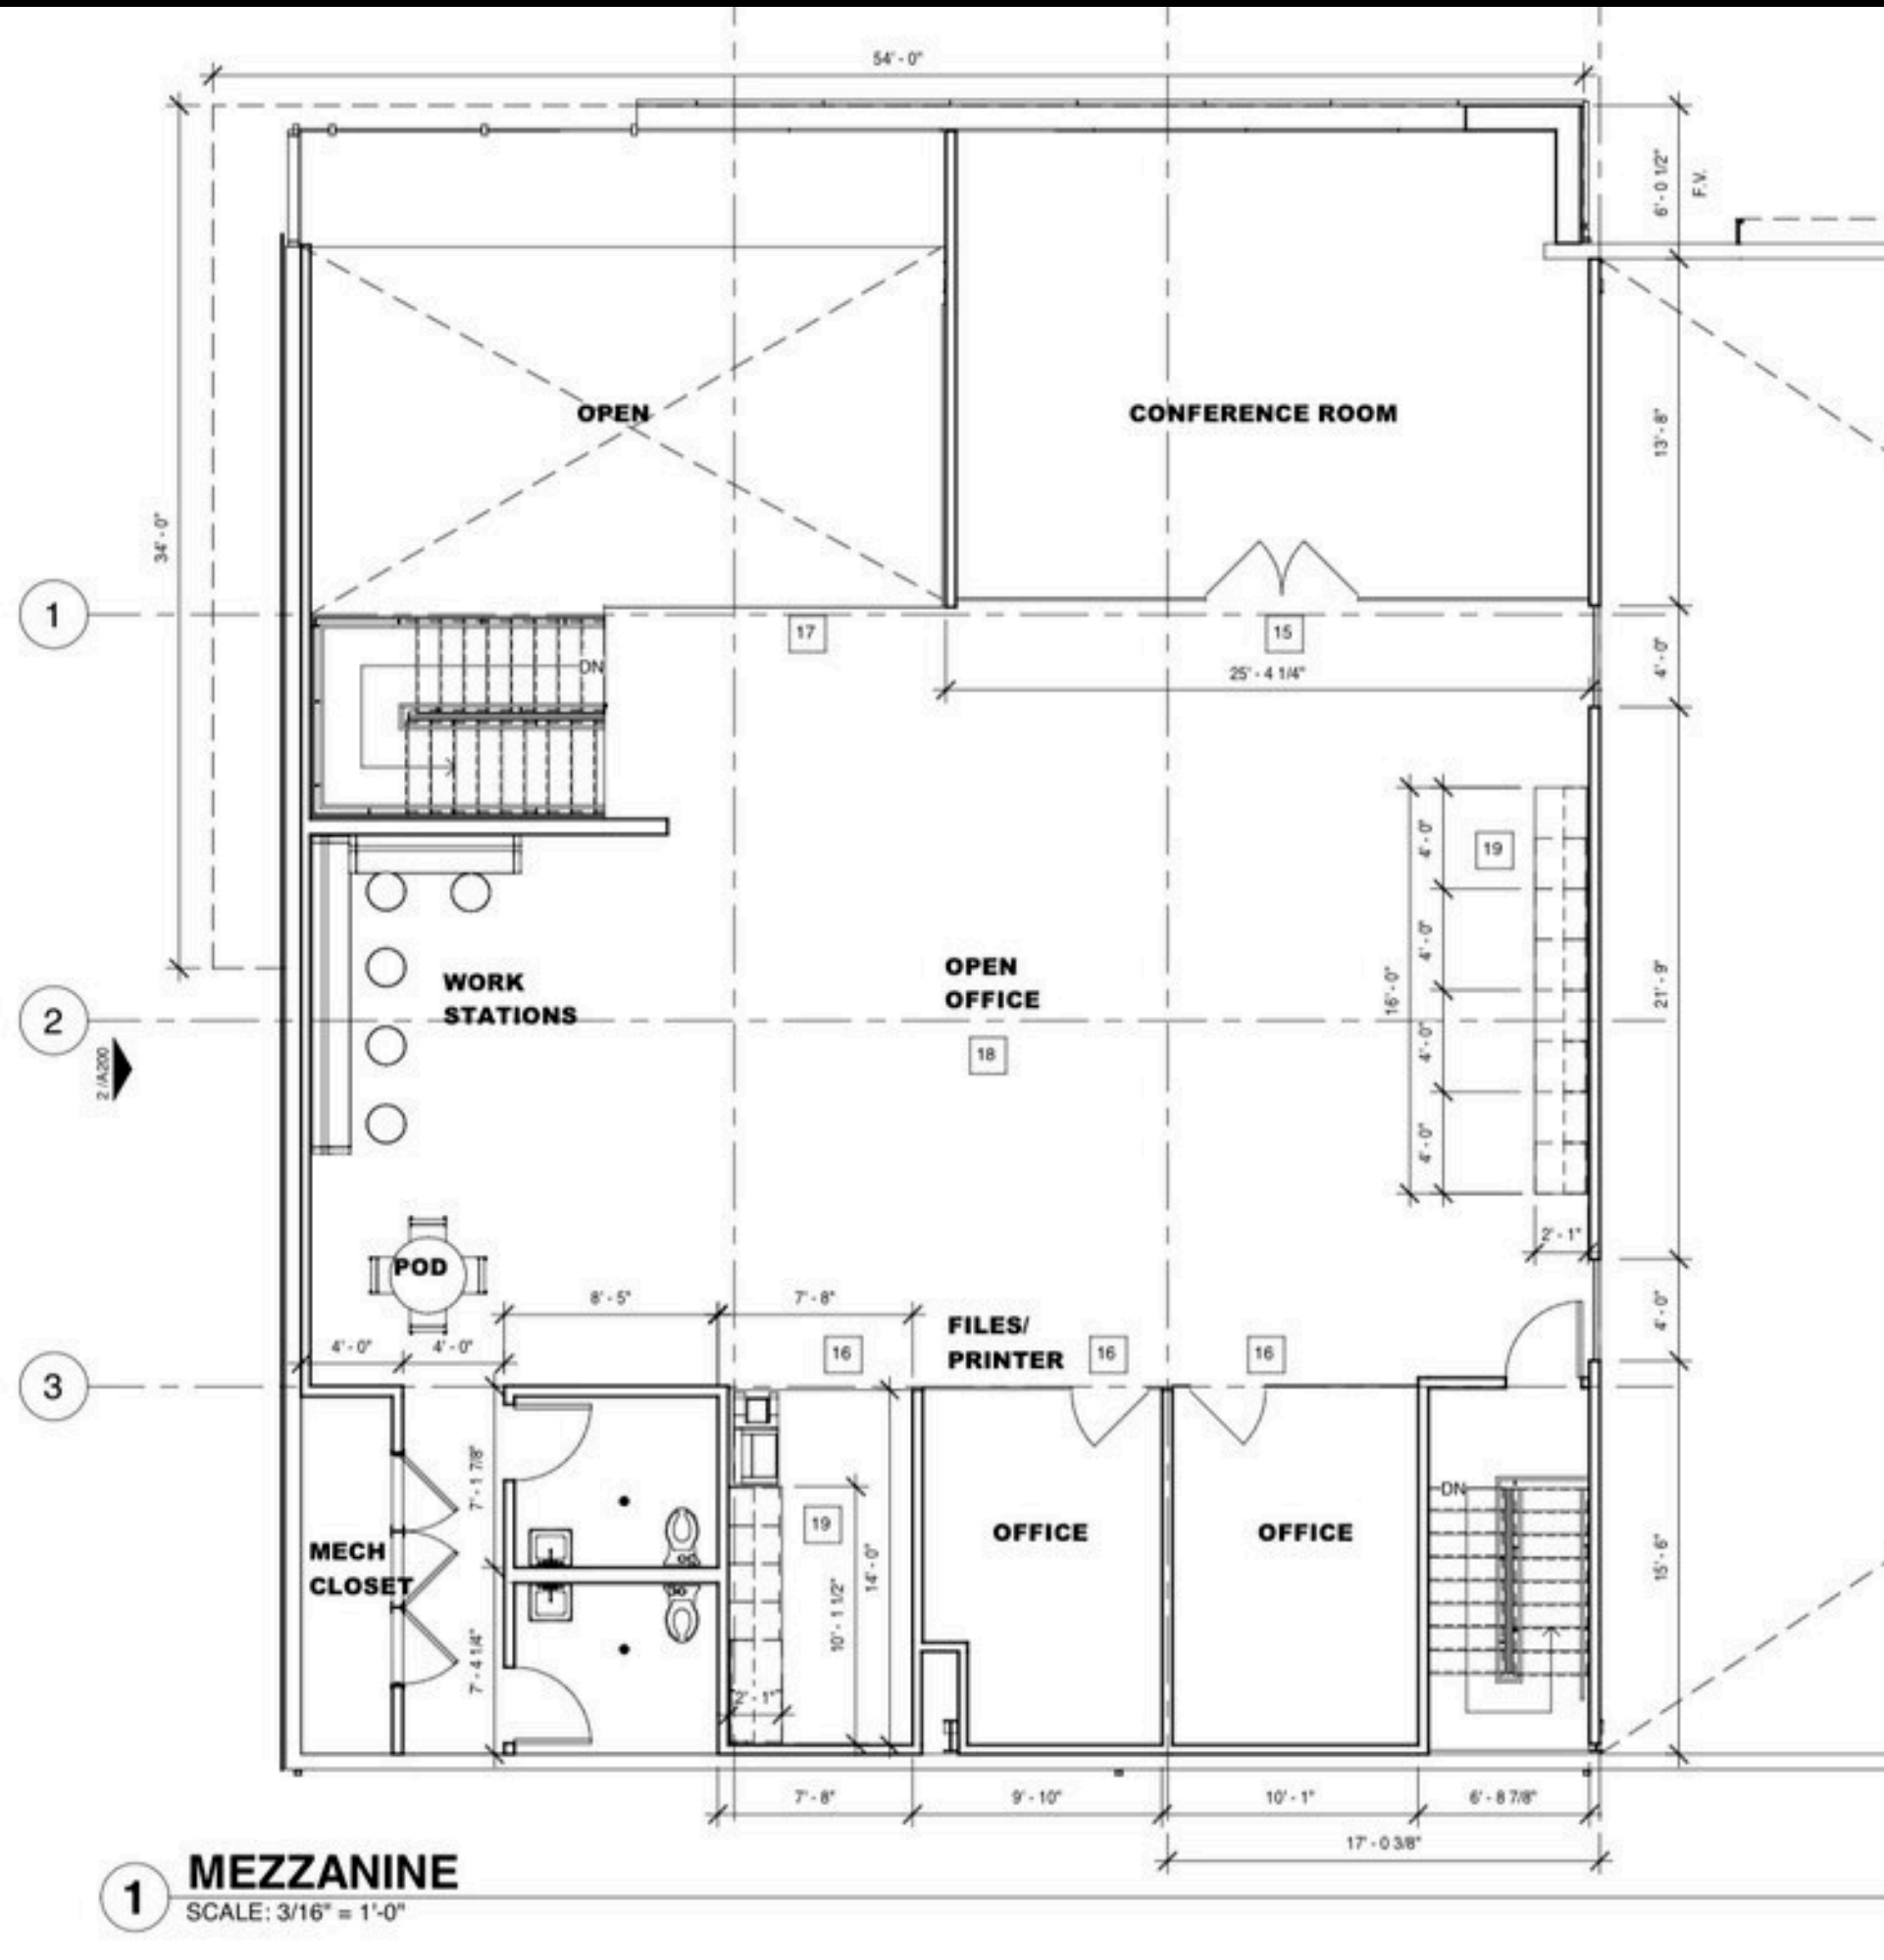 54' - 0"
6' - 0 1/2"
F.V.
34' - 0"
OPEN
CONFERENCE ROOM
13' - 8"
1
17
15
DN
25' - 4 1/4"
4' - 0"
4' - 0"
19
4' - 0"
16' - 0"
4' - 0"
4' - 0"
21' - 9"
WORK
STATIONS
OPEN
OFFICE
18
2
2 /A200
2' - 1"
POD
8' - 5"
7' - 8"
4' - 0"
4' - 0"
16
FILES/
PRINTER
16
16
4' - 0"
3
7' - 1 7/8"
DN
MECH
CLOSET
19
OFFICE
OFFICE
14' - 0"
10' - 1 1/2"
15' - 6"
7' - 4 1/4"
2' - 1"
7' - 8"
9' - 10"
10' - 1"
6' - 8 7/8"
17' - 0 3/8"
1
MEZZANINE
SCALE: 3/16" = 1'-0"